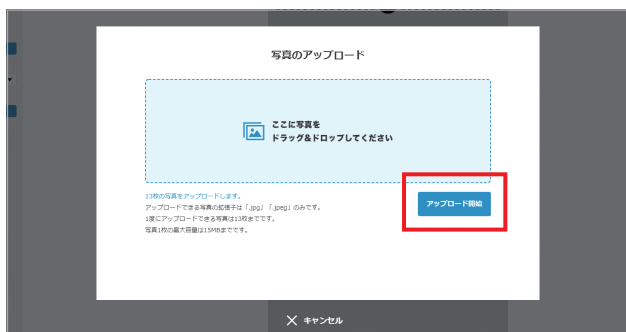 写真のアップロード
ここに写真を
ドラッグ&ドロップしてください
13枚の写真をアップロードします。
アップロードできる写真の拡張子は「.jpg」「.jpeg」のみです。
1度にアップロードできる写真は13枚までです。
写真1枚の最大容量は15MBまでです。
アップロード開始
キャンセル